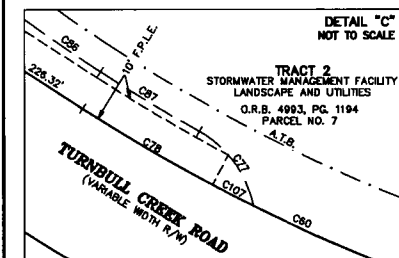 DETAIL "C"
NOT TO SCALE
TRACT 2
STORMWATER MANAGEMENT FACILITY
LANDSCAPE AND UTILITIES
O.R.B. 4993, PG. 1194
PARCEL NO. 7
C86
10' F.P.L.E.
226.32'
C87
A.T.B.
C78
C77
C107
C60
TURNBULL CREEK ROAD
(VARIABLE WIDTH R/W)